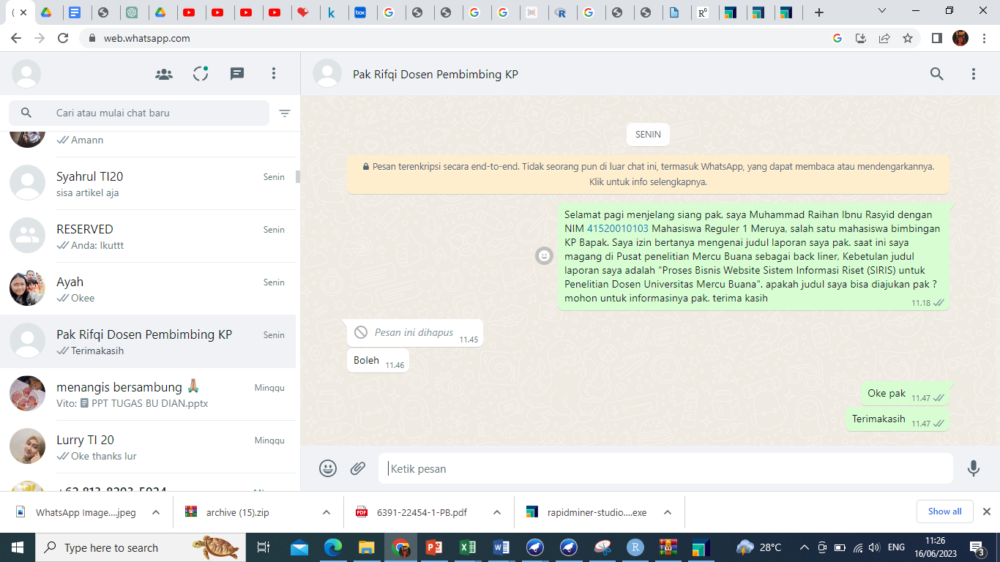 web.whatsapp.com
Pak Rifqi Dosen Pembimbing KP
Cari atau mulai chat baru
Amann
Syahrul TI20
Senin
sisa artikel aja
RESERVED
Senin
Anda: Ikuttt
Ayah
Senin
Okee
Pak Rifqi Dosen Pembimbing KP
Senin
Terimakasih
menangis bersambung
Minggu
Vito: PPT TUGAS BU DIAN.pptx
Lurry TI 20
Minggu
Oke thanks lur
SENIN
Pesan terenkripsi secara end-to-end. Tidak seorang pun di luar chat ini, termasuk WhatsApp, yang dapat membaca atau mendengarkannya.
Klik untuk info selengkapnya.
Selamat pagi menjelang siang pak, saya Muhammad Raihan Ibnu Rasyid dengan
NIM 41520010103 Mahasiswa Reguler 1 Meruya, salah satu mahasiswa bimbingan
KP Bapak. Saya izin bertanya mengenai judul laporan saya pak. saat ini saya
magang di Pusat penelitian Mercu Buana sebagai back liner, Kebetulan judul
laporan saya adalah "Proses Bisnis Website Sistem Informasi Riset (SIRIS) untuk
Penelitian Dosen Universitas Mercu Buana". apakah judul saya bisa diajukan pak ?
mohon untuk informasinya pak. terima kasih
11.18
Pesan ini dihapus 11.45
Boleh 11.46
Oke pak 11.47
Terimakasih 11.47
Ketik pesan
WhatsApp Image....jpeg
archive (15).zip
6391-22454-1-PB.pdf
rapidminer-studio....exe
Show all
Type here to search
28°C
ENG
11:26
16/06/2023
3